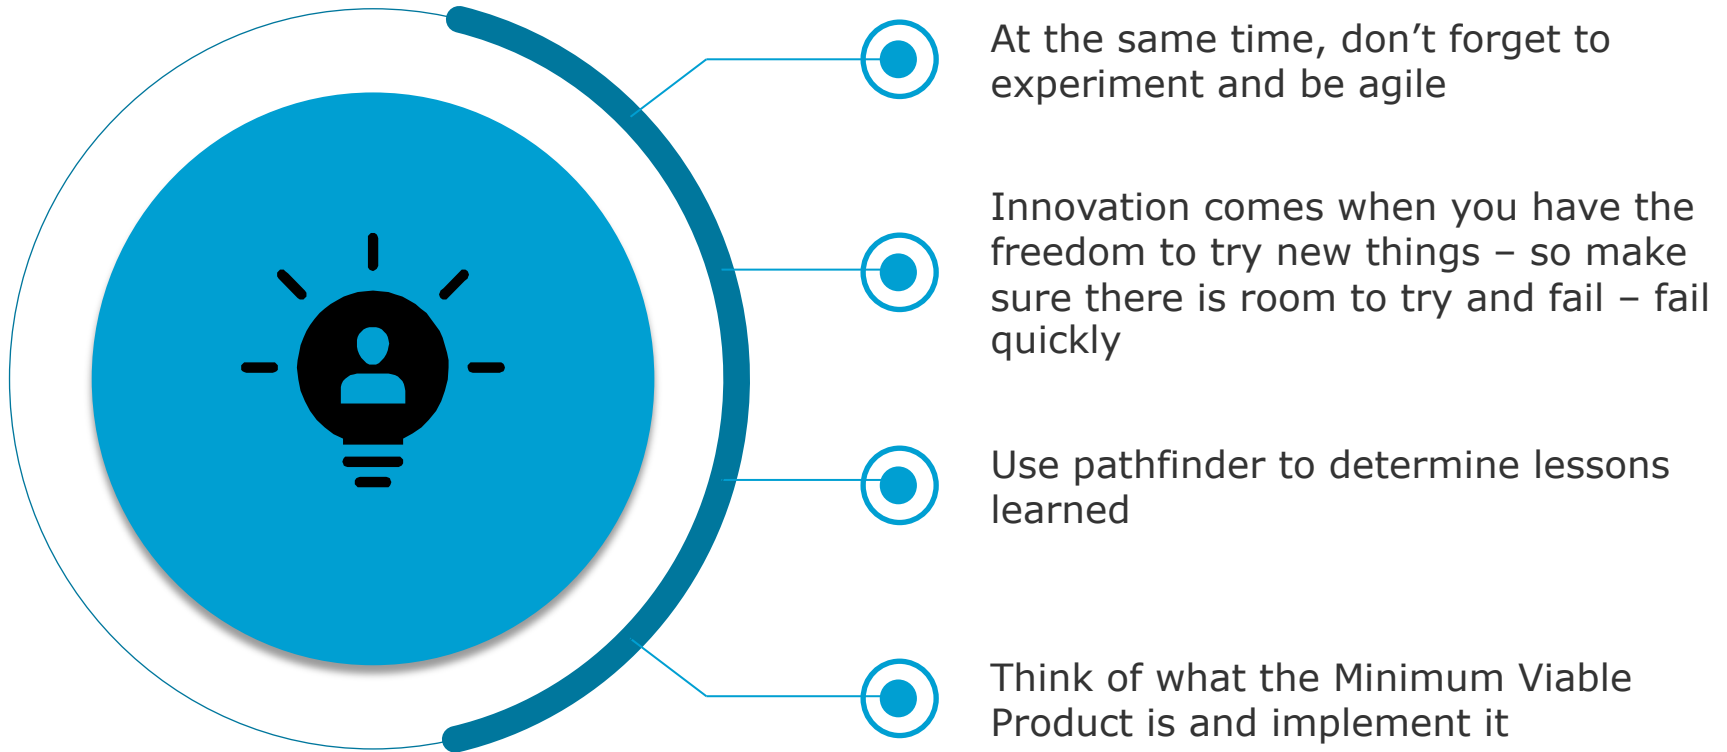 At the same time, don’t forget to
experiment and be agile
Innovation comes when you have the
freedom to try new things – so make
sure there is room to try and fail – fail
quickly
Use pathfinder to determine lessons
learned
Think of what the Minimum Viable
Product is and implement it